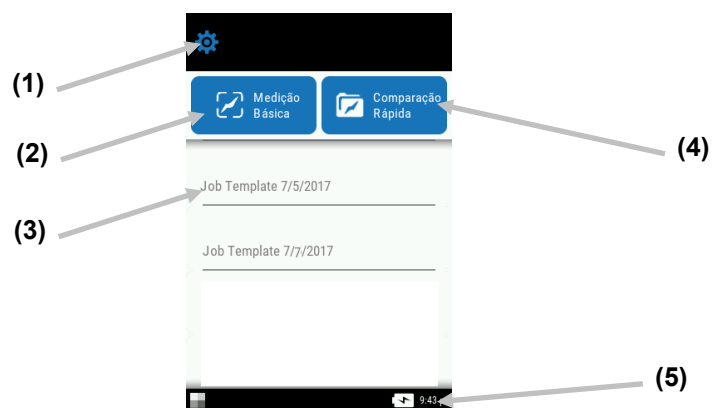 (1)
Medição
Básica
Comparação
Rápida
(2)
(4)
Job Template 7/5/2017
(3)
Job Template 7/7/2017
(5)
9:43